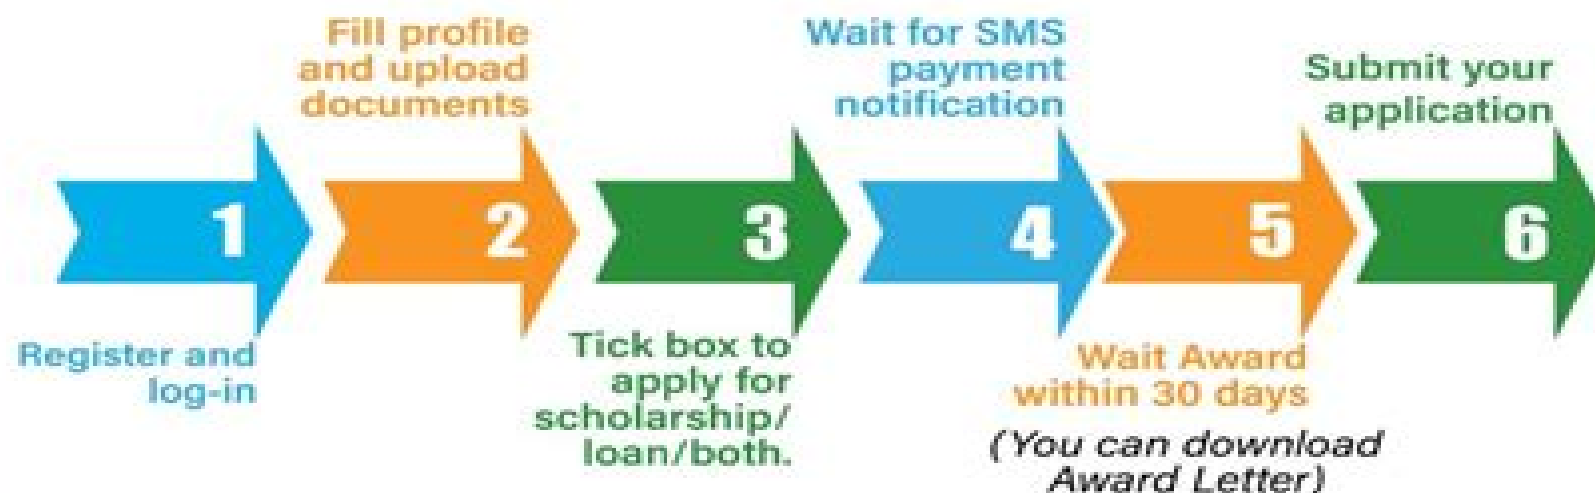 1
Register and
log-in
2
Fill profile
and upload
documents
3
Tick box to
apply for
scholarship/
loan/both.
4
Wait for SMS
payment
notification
5
Wait Award
within 30 days
(You can download
Award Letter)
6
Submit your
application